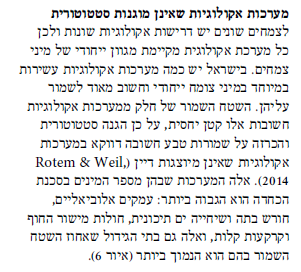 מערכות אקולוגיות שאינן מוגנות סטטוטורית
לצמחים שונים יש דרישות אקולוגיות שונות ולכן
כל מערכת אקולוגית מקיימת מגוון ייחודי של מיני
צמחים. בישראל יש כמה מערכות אקולוגיות עשירות
במיוחד במיני צומח ייחודי וחשוב מאוד לשמור
עליהן. השטח השמור של חלק ממערכות אקולוגיות
חשובות אלו קטן יחסית, על כן הגנה סטטוטורית
והכרזה על שמורות טבע חשובה דווקא במערכות
אקולוגיות שאינן מיוצגות דיין (Rotem & Weil,
2014). אלה המערכות שבהן מספר המינים בסכנת
הכחדה הוא הגבוה ביותר: עמקים אלוביאליים,
חורש בתה ושיחייה ים תיכונית, חולות מישור החוף
וקרקעות קלות, ואלה גם בתי הגידול שאחוז השטח
השמור בהם הוא הנמוך ביותר (איור 6).